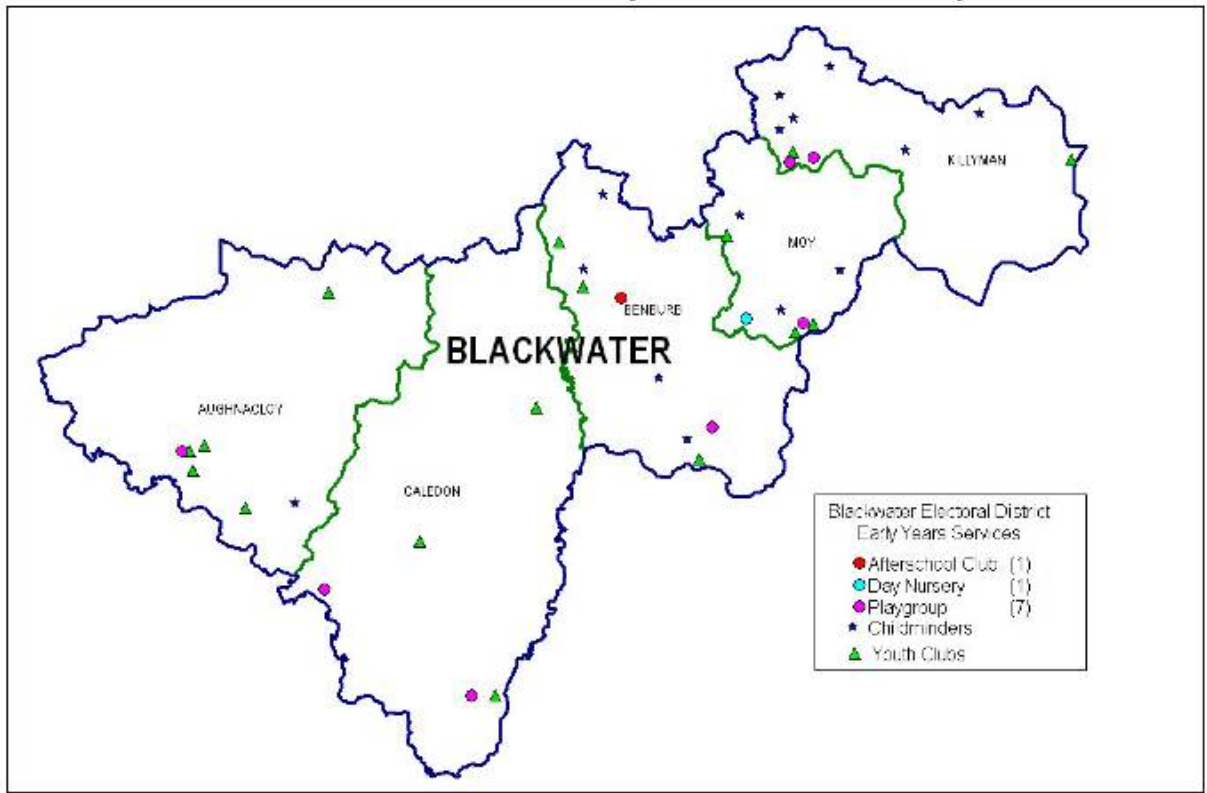 KILLYMAN
MOY
BENBURB
BLACKWATER
AUGHNACLOY
CALEDON
Blackwater Electoral District
Early Years Services
Afterschool Club (1)
Day Nursery (1)
Playgroup (7)
Childminders
Youth Clubs